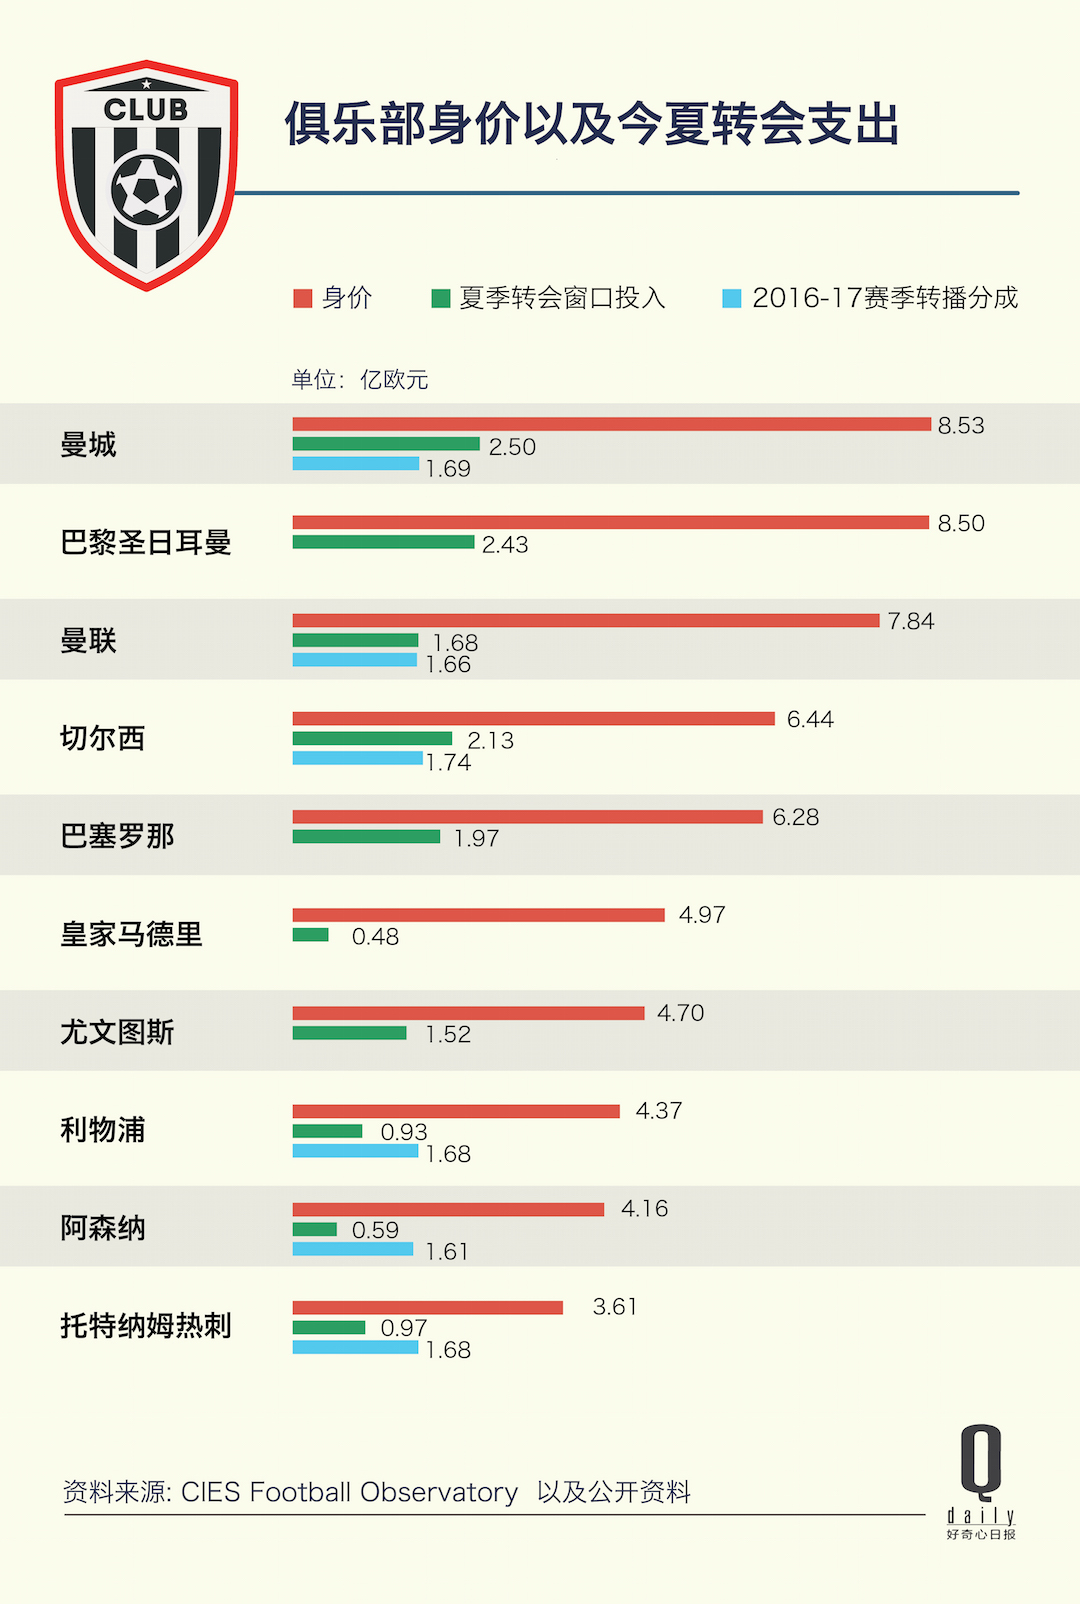 CLUB
俱乐部身价以及今夏转会支出
身价 夏季转会窗口投入 2016-17赛季转播分成
单位：亿欧元
曼城
8.53
2.50
1.69
巴黎圣日耳曼
8.50
2.43
曼联
7.84
1.68
1.66
切尔西
6.44
2.13
1.74
巴塞罗那
6.28
1.97
皇家马德里
4.97
0.48
尤文图斯
4.70
1.52
利物浦
4.37
0.93
1.68
阿森纳
4.16
0.59
1.61
托特纳姆热刺
3.61
0.97
1.68
资料来源: CIES Football Observatory 以及公开资料
Q
daily
好奇心日报